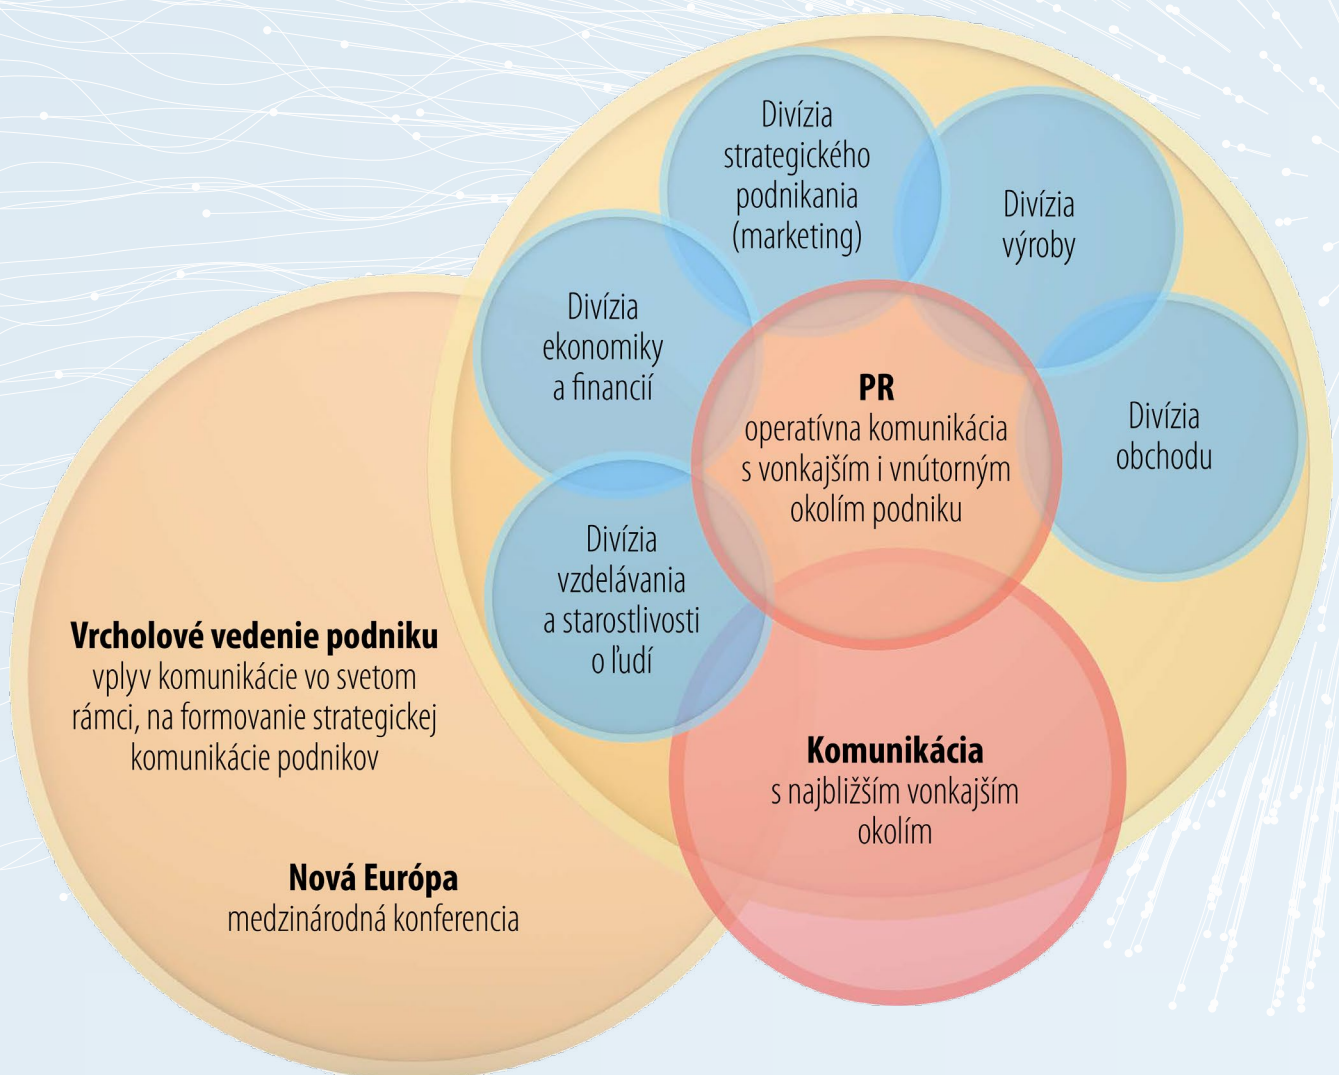 Divízia
strategického
podnikania
(marketing)
Divízia
výroby
Divízia
ekonomiky
a financií
PR
operatívna komunikácia
s vonkajším i vnútorným
okolím podniku
Divízia
obchodu
Divízia
vzdelávania
a starostlivosti
o ľudí
Vrcholové vedenie podniku
vplyv komunikácie vo svetom
rámci, na formovanie strategickej
komunikácie podnikov
Komunikácia
s najbližším vonkajším
okolím
Nová Európa
medzinárodná konferencia